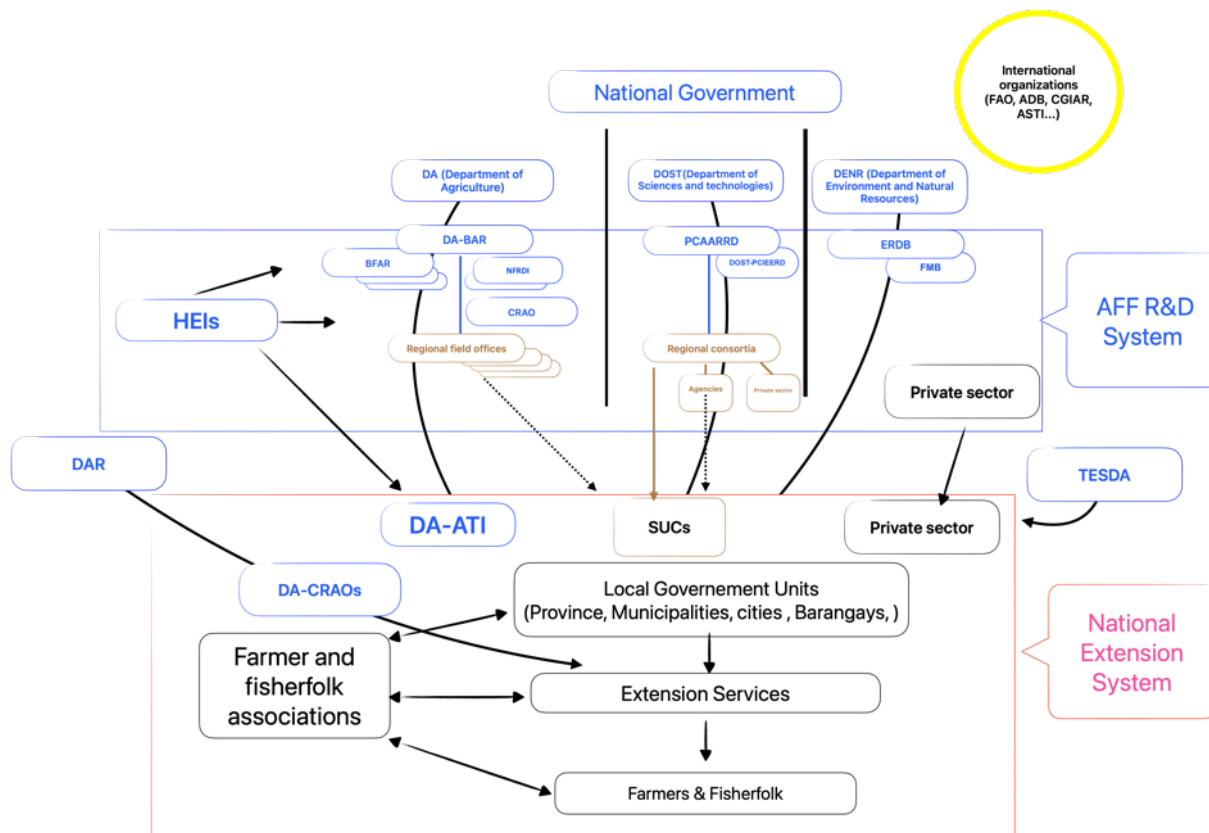 International
organizations
(FAO, ADB, CGIAR,
ASTI...)
National Government
DA (Department of
Agriculture)
DOST(Department of
Sciences and technologies)
DENR (Department of
Environment and Natural
Resources)
DA-BAR
PCAARRD
ERDB
BFAR
NFRDI
DOST-PCIEERD
FMB
CRAO
HEIs
AFF R&D
System
Regional field offices
Regional consortia
Agencies
Private sector
Private sector
DAR
TESDA
DA-ATI
SUCs
Private sector
DA-CRAOs
Local Governement Units
(Province, Municipalities, cities , Barangays, )
Farmer and
fisherfolk
associations
National
Extension
System
Extension Services
Farmers & Fisherfolk